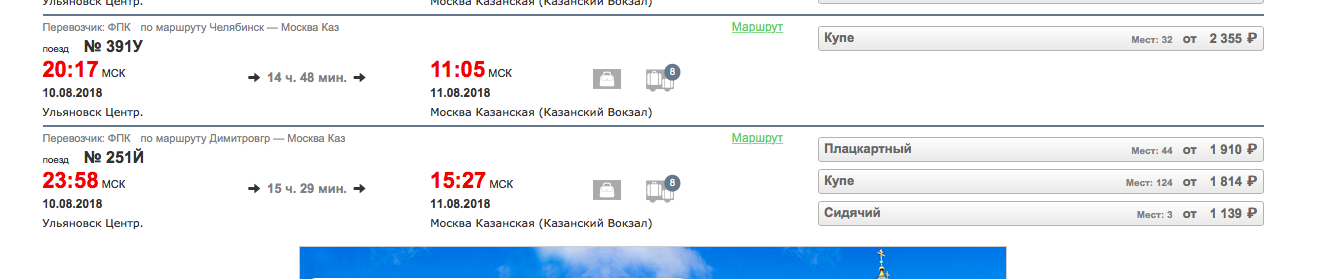 Ульяновск Центр. Москва Казанская (Казанский Вокзал)
Перевозчик: ФПК по маршруту Челябинск — Москва Каз Маршрут
поезд № 391У
Купе Мест: 32 от 2 355 ₽
20:17 МСК 14 ч. 48 мин. 11:05 МСК 8
10.08.2018 11.08.2018
Ульяновск Центр. Москва Казанская (Казанский Вокзал)
Перевозчик: ФПК по маршруту Димитровгр — Москва Каз Маршрут
поезд № 251Й
Плацкартный Мест: 44 от 1 910 ₽
23:58 МСК 15 ч. 29 мин. 15:27 МСК 8
Купе Мест: 124 от 1 814 ₽
10.08.2018 11.08.2018
Сидячий Мест: 3 от 1 139 ₽
Ульяновск Центр. Москва Казанская (Казанский Вокзал)